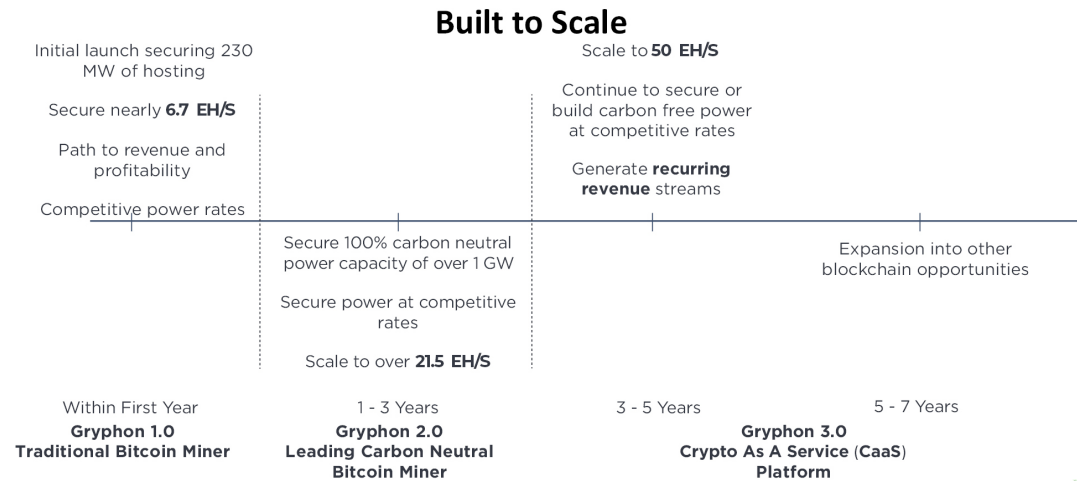 Built to Scale
Initial launch securing 230
MW of hosting
Secure nearly 6.7 EH/S
Path to revenue and
profitability
Competitive power rates
Secure 100% carbon neutral
power capacity of over 1 GW
Secure power at competitive
rates
Scale to over 21.5 EH/S
Scale to 50 EH/S
Continue to secure or
build carbon free power
at competitive rates
Generate recurring
revenue streams
Expansion into other
blockchain opportunities
Within First Year
Gryphon 1.0
Traditional Bitcoin Miner
1 - 3 Years
Gryphon 2.0
Leading Carbon Neutral
Bitcoin Miner
3 - 5 Years
5 - 7 Years
Gryphon 3.0
Crypto As A Service (CaaS)
Platform